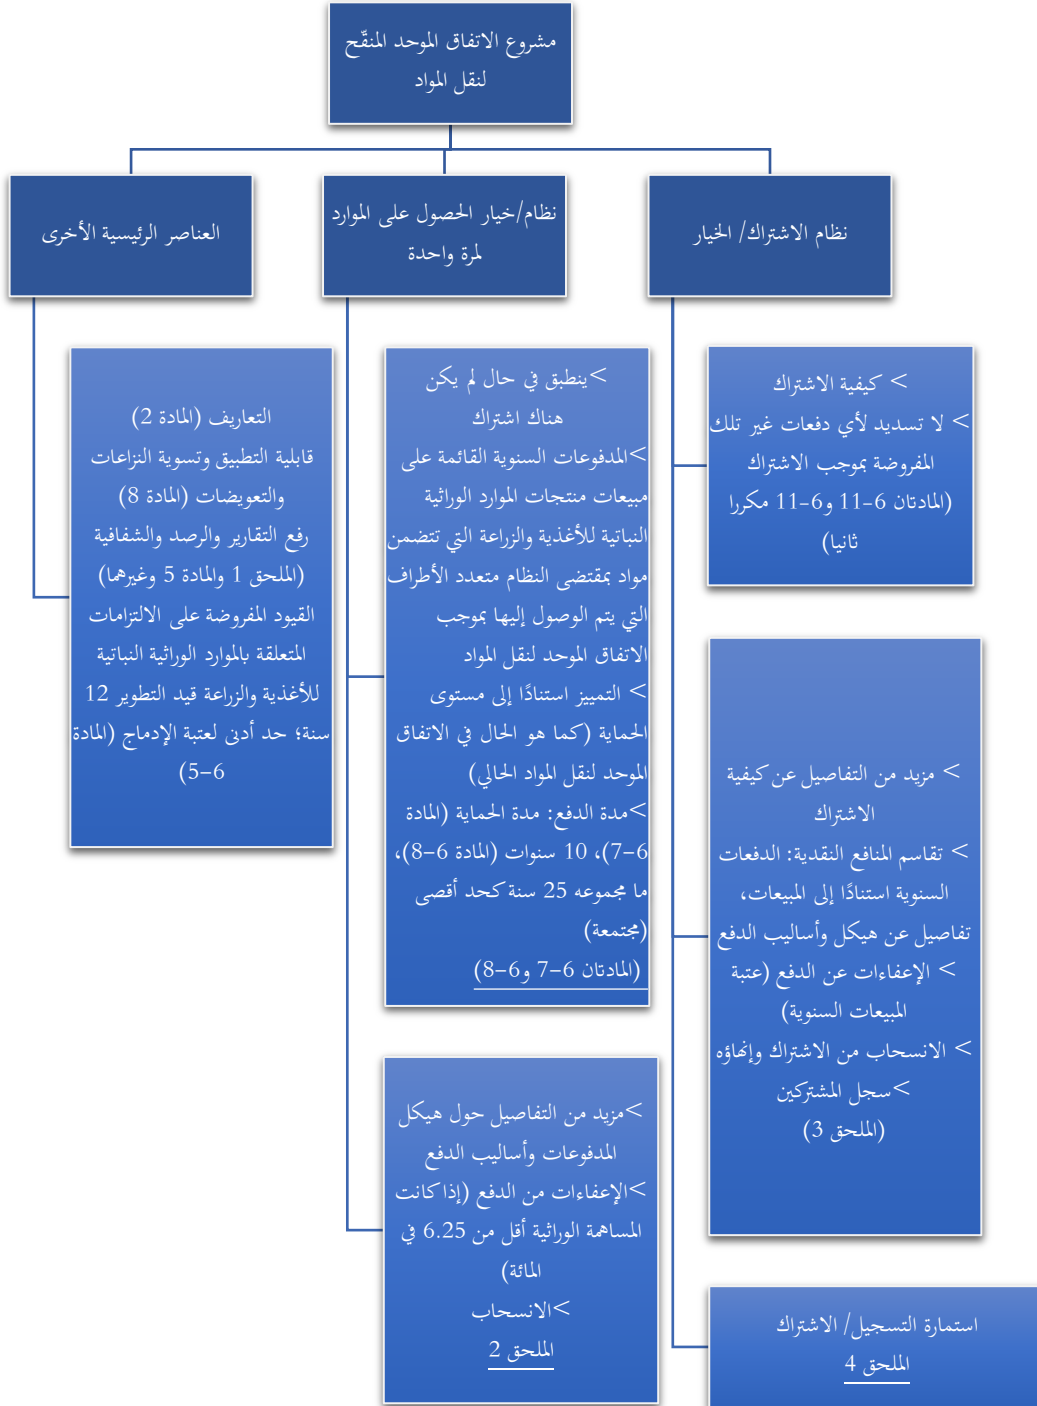 مشروع الاتفاق الموحد المنقّح
لنقل المواد
نظام الاشتراك/ الخيار
نظام/خيار الحصول على الموارد
لمرة واحدة
العناصر الرئيسية الأخرى
> كيفية الاشتراك
> لا تسديد لأي دفعات غير تلك
المفروضة بموجب الاشتراك
(المادتان 6-11 و6-11 مكررا
ثانيا)
> مزيد من التفاصيل عن كيفية
الاشتراك
> تقاسم المنافع النقدية: الدفعات
السنوية استنادًا إلى المبيعات،
تفاصيل عن هيكل وأساليب الدفع
> الإعفاءات عن الدفع (عتبة
المبيعات السنوية)
> الانسحاب من الاشتراك وإنهاؤه
>سجل المشتركين
(الملحق 3)
استمارة التسجيل/ الاشتراك
الملحق 4
>ينطبق في حال لم يكن
هناك اشتراك
>المدفوعات السنوية القائمة على
مبيعات منتجات الموارد الوراثية
النباتية للأغذية والزراعة التي تتضمن
مواد بمقتضى النظام متعدد الأطراف
التي يتم الوصول إليها بموجب
الاتفاق الموحد لنقل المواد
> التمييز استنادًا إلى مستوى
الحماية (كما هو الحال في الاتفاق
الموحد لنقل المواد الحالي)
>مدة الدفع: مدة الحماية (المادة
6-7)، 10 سنوات (المادة 6-8)،
ما مجموعه 25 سنة كحد أقصى
(مجتمعة)
(المادتان 6-7 و6-8)
>مزيد من التفاصيل حول هيكل
المدفوعات وأساليب الدفع
>الإعفاءات من الدفع (إذا كانت
المساهمة الوراثية أقل من 6.25 في
المائة)
>الانسحاب
الملحق 2
التعاريف (المادة 2)
قابلية التطبيق وتسوية النزاعات
والتعويضات (المادة 8)
رفع التقارير والرصد والشفافية
(الملحق 1 والمادة 5 وغيرهما)
القيود المفروضة على الالتزامات
المتعلقة بالموارد الوراثية النباتية
للأغذية والزراعة قيد التطوير 12
سنة؛ حد أدنى لعتبة الإدماج (المادة
6-5)